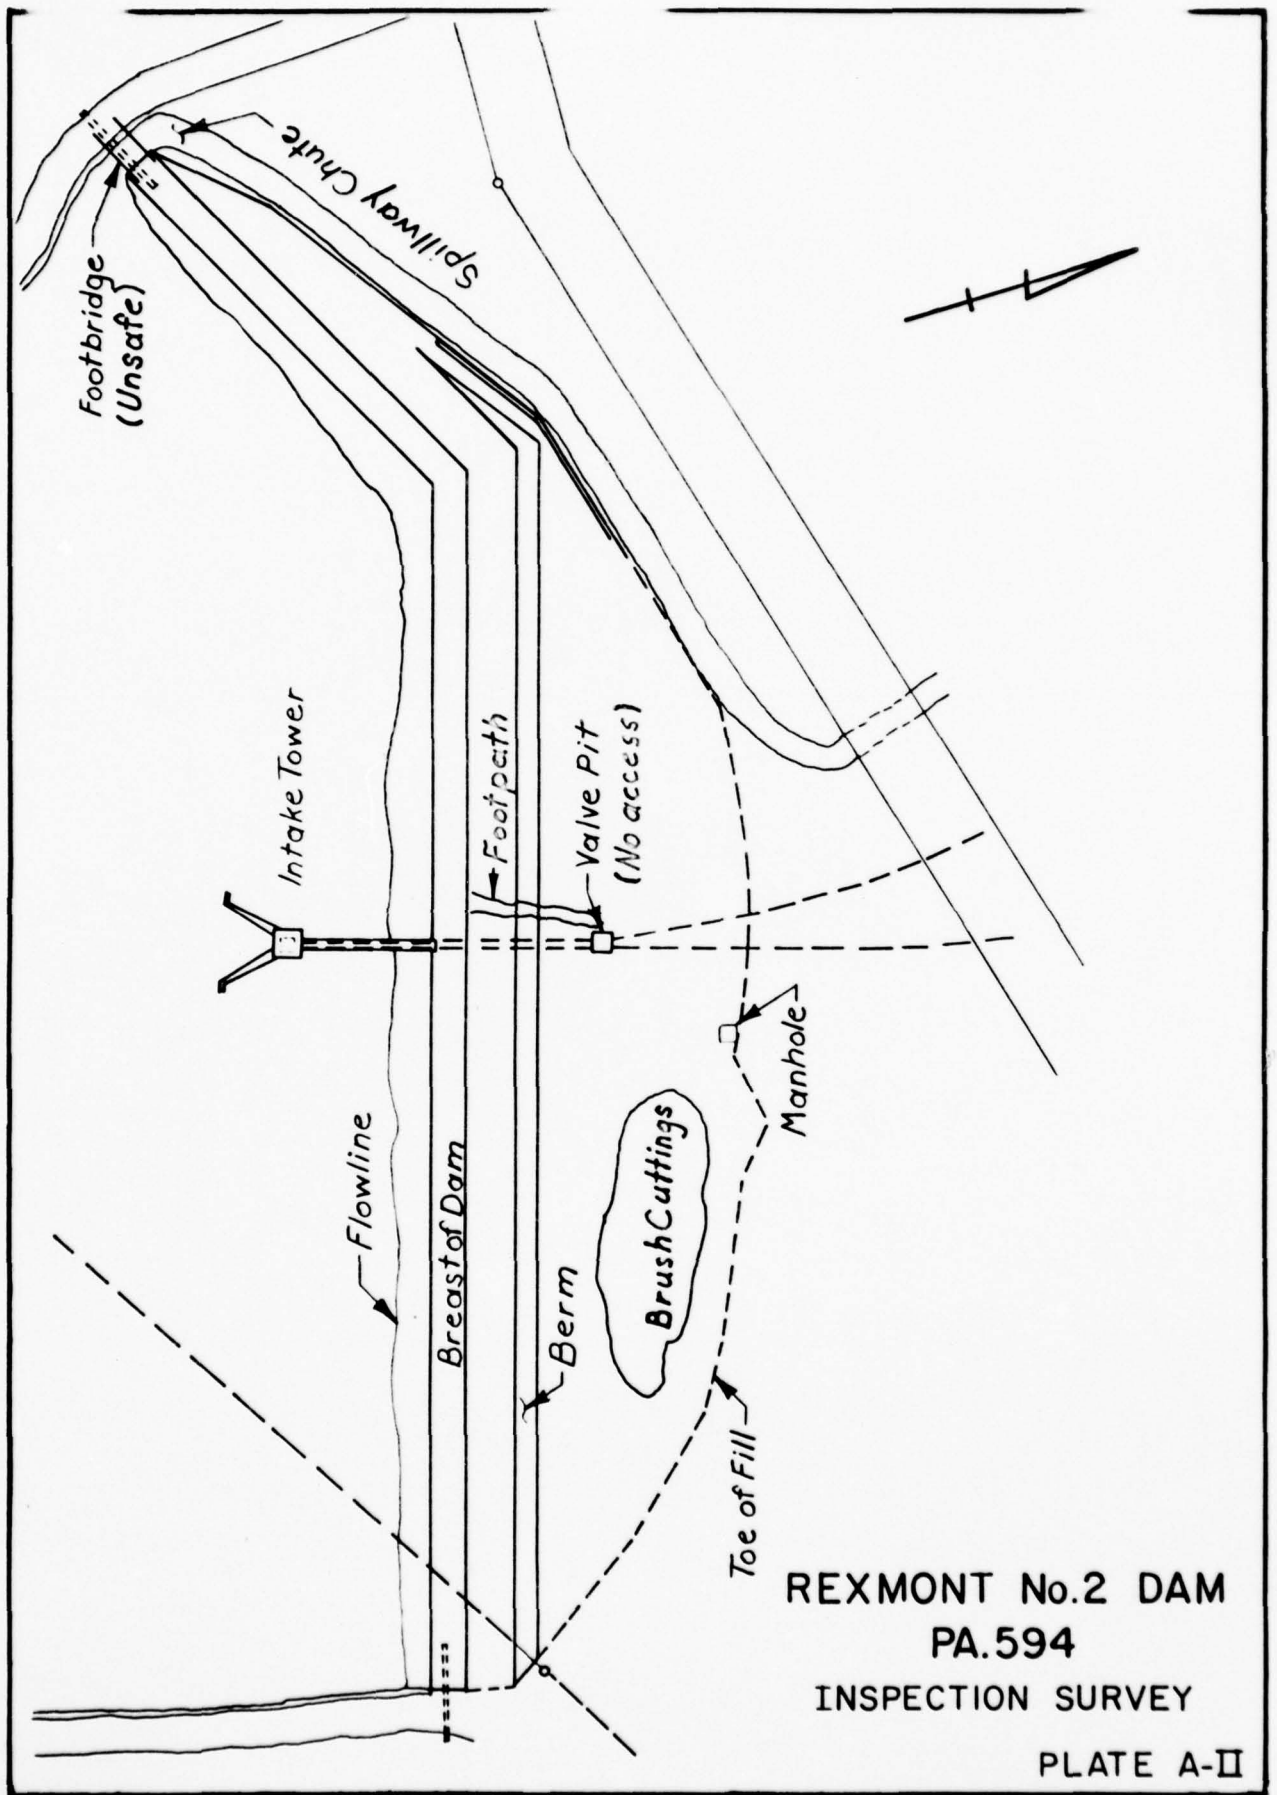 Spillway Chute
Footbridge
(Unsafe)
Intake Tower
Footpath
Valve Pit
(No access)
Manhole
Flowline
Breast of Dam
Brush Cuttings
Berm
Toe of Fill
REXMONT No.2 DAM
PA.594
INSPECTION SURVEY
PLATE A-II